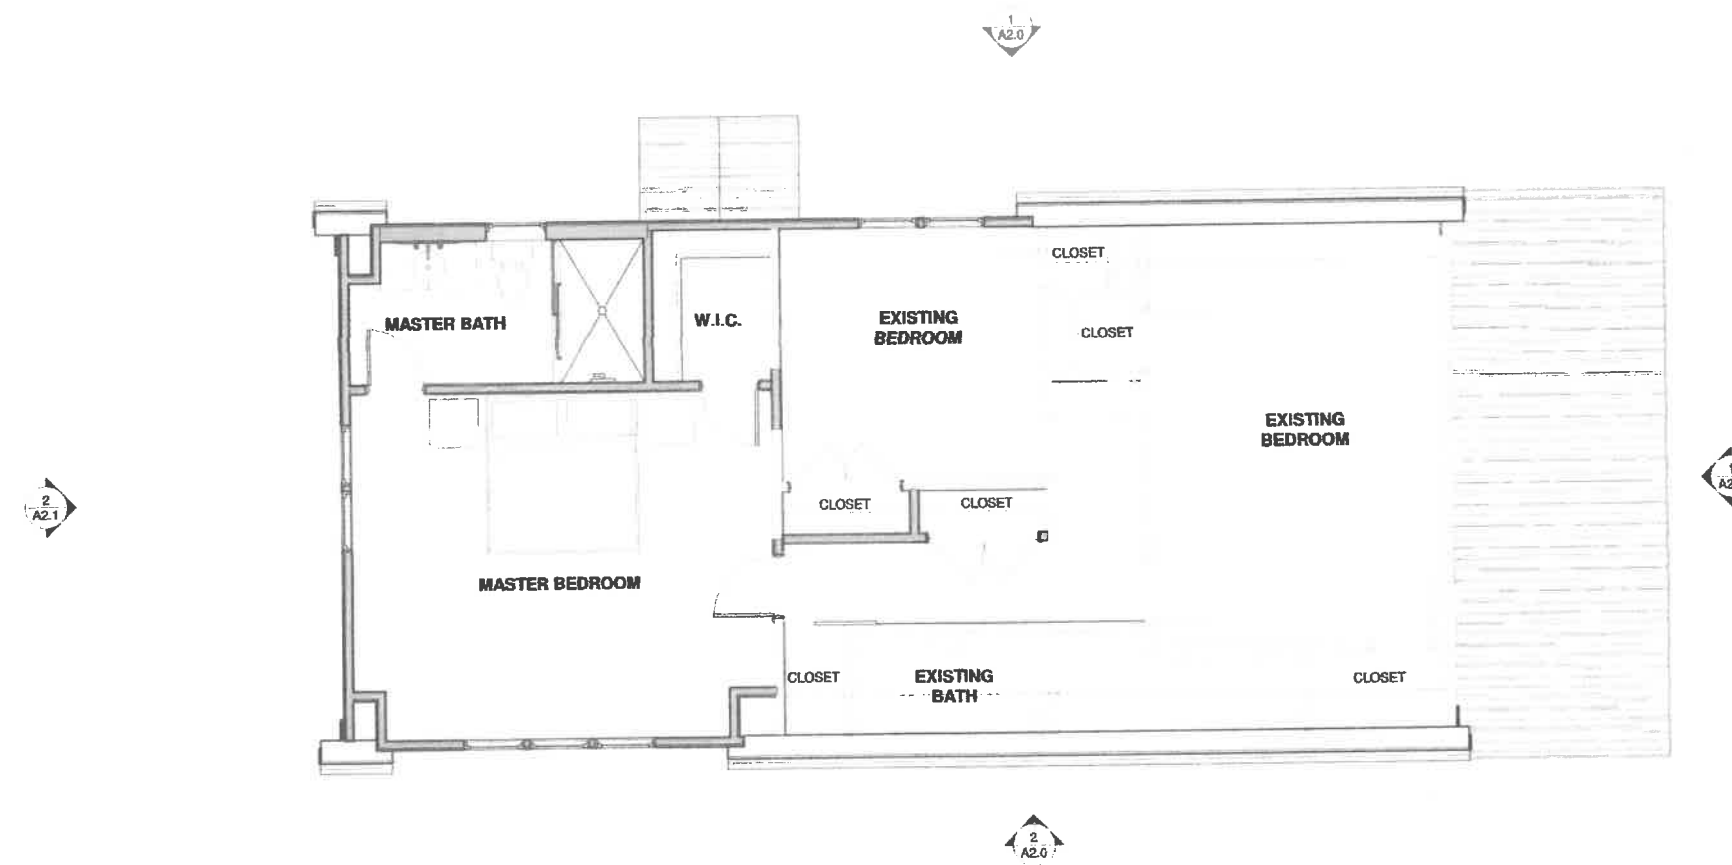 1
A2.0
CLOSET
MASTER BATH
W.I.C.
EXISTING
BEDROOM
CLOSET
EXISTING
BEDROOM
2
A2.1
CLOSET
CLOSET
MASTER BEDROOM
CLOSET
EXISTING
BATH
CLOSET
2
A2.0